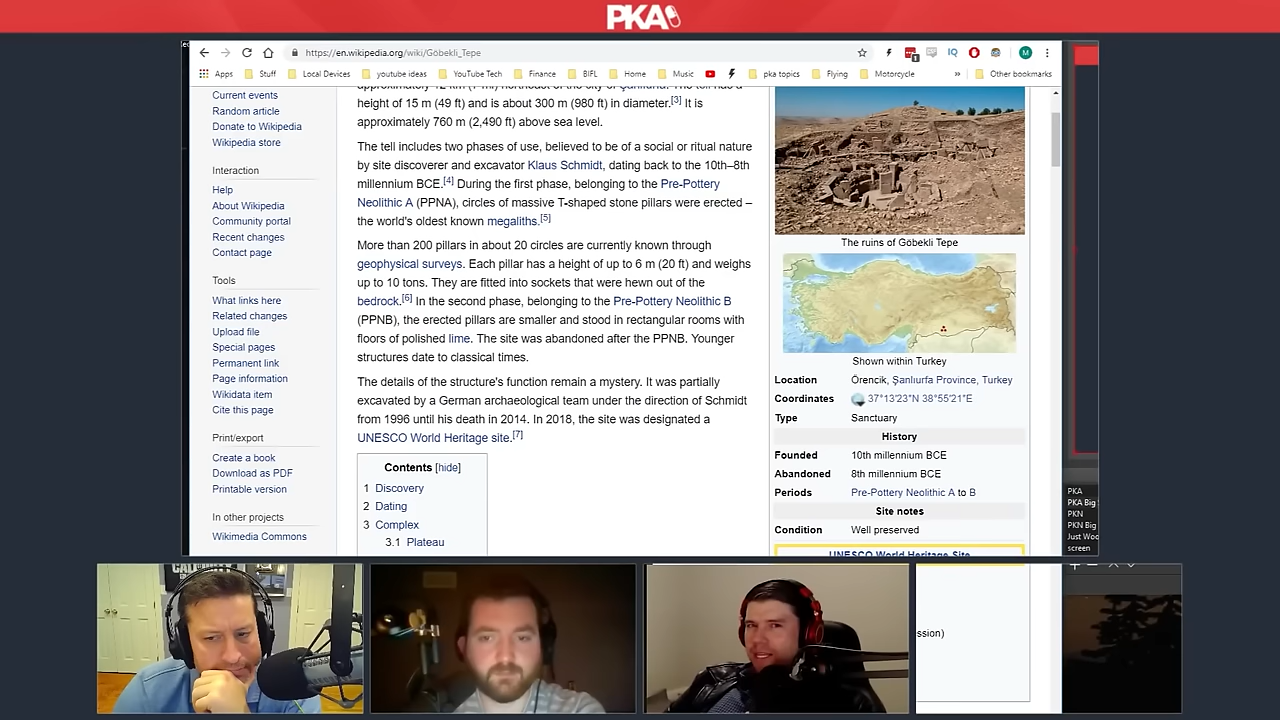 PKA
https://en.wikipedia.org/wiki/Göbekli_Tepe
1
IQ
M
Apps
Stuff
Local Devices
youtube ideas
YouTube Tech
Finance
BIFL
Home
Music
pka topics
Flying
Motorcycle
»
Other bookmarks
Current events
Random article
Donate to Wikipedia
Wikipedia store
Interaction
Help
About Wikipedia
Community portal
Recent changes
Contact page
Tools
What links here
Related changes
Upload file
Special pages
Permanent link
Page information
Wikidata item
Cite this page
Print/export
Create a book
Download as PDF
Printable version
In other projects
Wikimedia Commons
height of 15 m (49 ft) and is about 300 m (980 ft) in diameter.[3] It is
approximately 760 m (2,490 ft) above sea level.
The tell includes two phases of use, believed to be of a social or ritual nature
by site discoverer and excavator Klaus Schmidt, dating back to the 10th–8th
millennium BCE.[4] During the first phase, belonging to the Pre-Pottery
Neolithic A (PPNA), circles of massive T-shaped stone pillars were erected –
the world's oldest known megaliths.[5]
More than 200 pillars in about 20 circles are currently known through
geophysical surveys. Each pillar has a height of up to 6 m (20 ft) and weighs
up to 10 tons. They are fitted into sockets that were hewn out of the
bedrock.[6] In the second phase, belonging to the Pre-Pottery Neolithic B
(PPNB), the erected pillars are smaller and stood in rectangular rooms with
floors of polished lime. The site was abandoned after the PPNB. Younger
structures date to classical times.
The details of the structure's function remain a mystery. It was partially
excavated by a German archaeological team under the direction of Schmidt
from 1996 until his death in 2014. In 2018, the site was designated a
UNESCO World Heritage site.[7]
Contents [hide]
1 Discovery
2 Dating
3 Complex
3.1 Plateau
The ruins of Göbekli Tepe
Shown within Turkey
Location Örencik, Şanlıurfa Province, Turkey
Coordinates 37°13′23″N 38°55′21″E
Type Sanctuary
History
Founded 10th millennium BCE
Abandoned 8th millennium BCE
Periods Pre-Pottery Neolithic A to B
Site notes
Condition Well preserved
UNESCO World Heritage Site
PKA
PKA Big
PKN
PKN Big
Just Woo
screen
ssion)